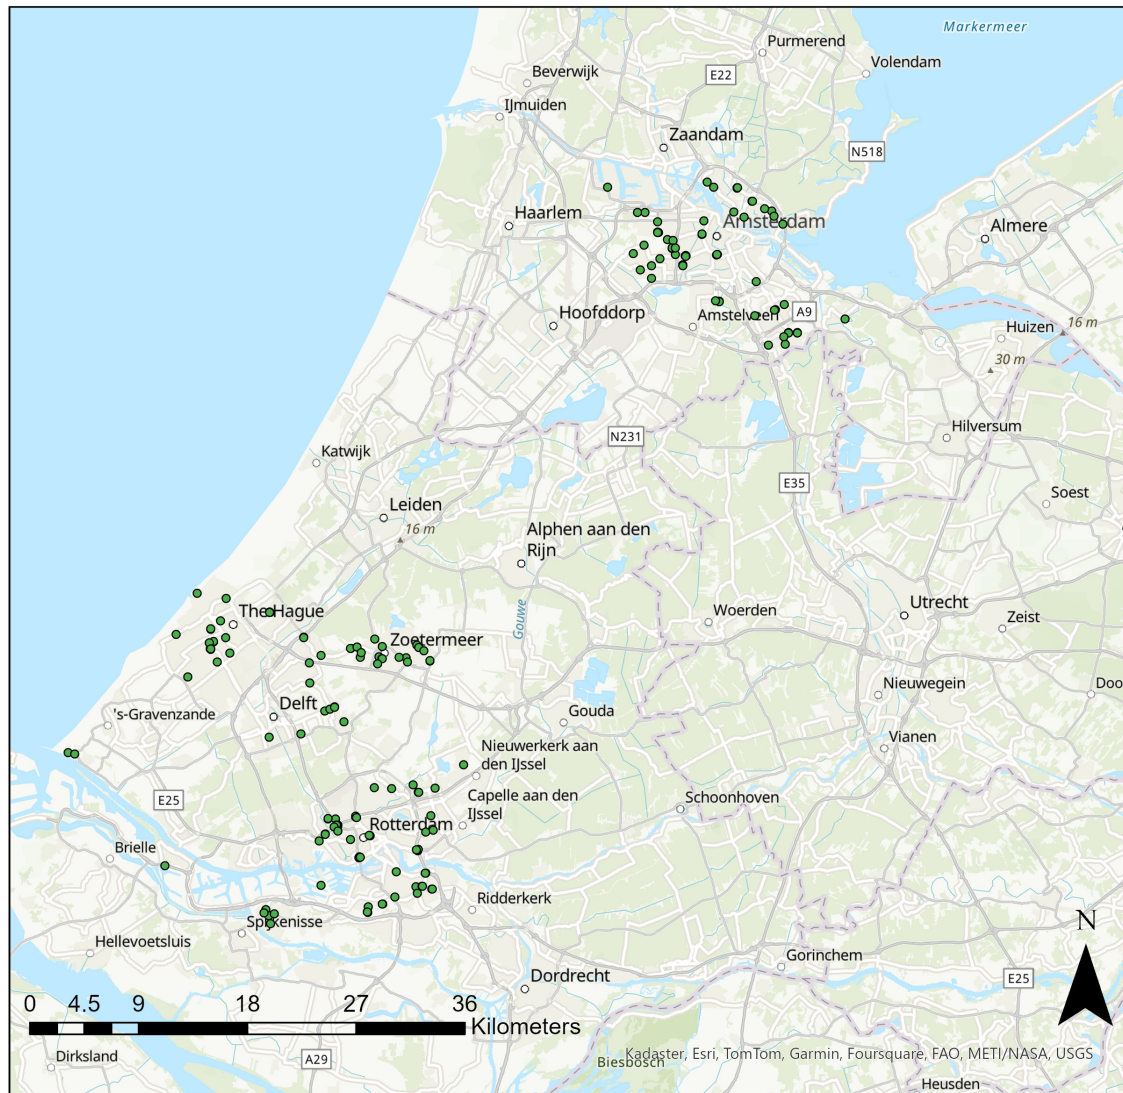 Markermeer
Purmerend
Volendam
Beverwijk
E22
IJmuiden
Zaandam
N518
Haarlem
Amsterdam
Almere
Hoofddorp
Amstelveen
A9
Huizen
16 m
30 m
N231
Hilversum
Katwijk
E35
Soest
Leiden
16 m
Alphen aan den
Rijn
Gouwe
The Hague
Woerden
Utrecht
Zeist
Zoetermeer
Nieuwegein
Doo
Delft
's-Gravenzande
Gouda
Vianen
Nieuwerkerk aan
den IJssel
E25
Capelle aan den
IJssel
Schoonhoven
Rotterdam
Brielle
Ridderkerk
Spijkenisse
N
Hellevoetsluis
Gorinchem
Dordrecht
E25
0 4.5 9 18 27 36
Kilometers
Dirksland
A29
Biesbosch
Kadaster, Esri, TomTom, Garmin, Foursquare, FAO, METI/NASA, USGS
Heusden